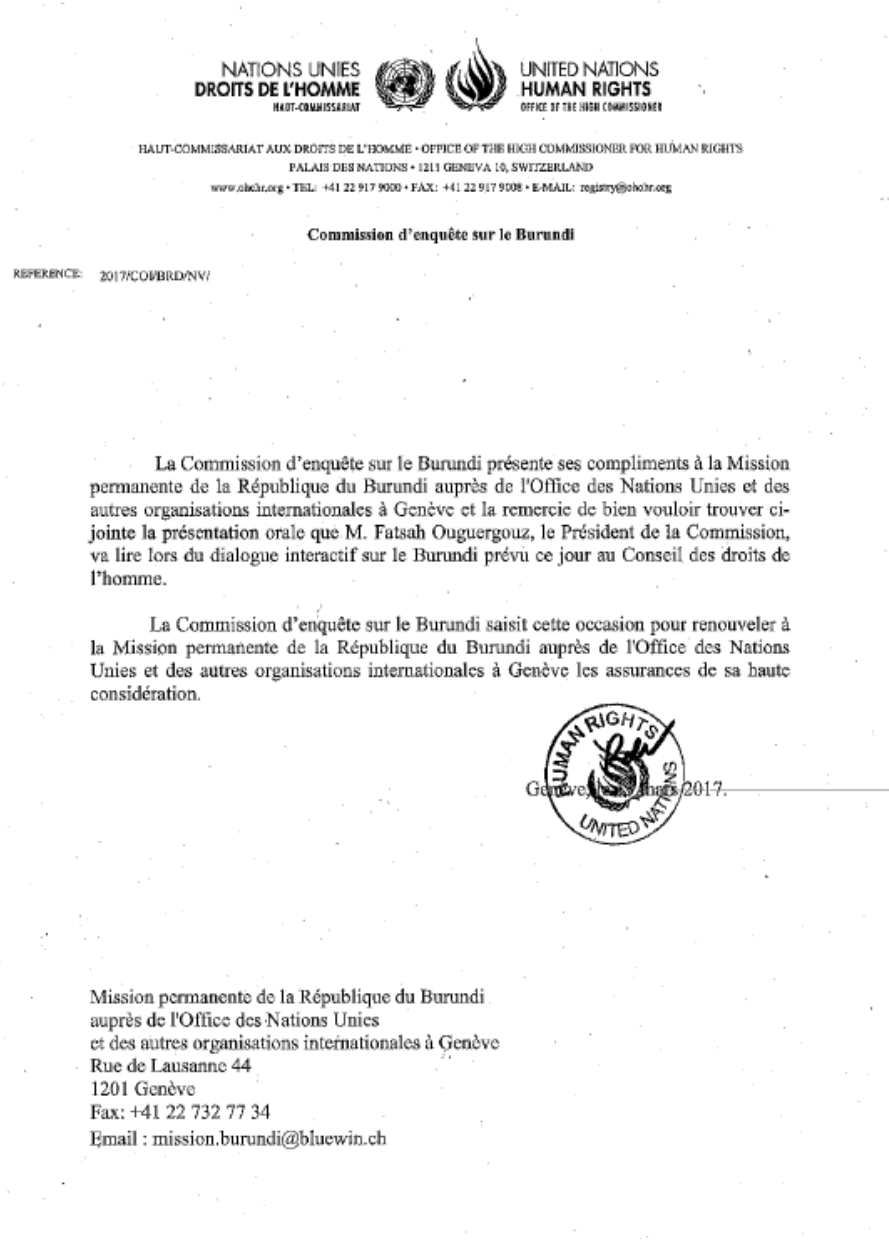 NATIONS UNIES
DROITS DE L'HOMME
HAUT-COMMISSARIAT
UNITED NATIONS
HUMAN RIGHTS
OFFICE OF THE HIGH COMMISSIONER
HAUT-COMMISSARIAT AUX DROITS DE L'HOMME • OFFICE OF THE HIGH COMMISSIONER FOR HUMAN RIGHTS
PALAIS DES NATIONS • 1211 GENEVA 10, SWITZERLAND
www.ohchr.org • TEL: +41 22 917 9000 • FAX: +41 22 917 9008 • E-MAIL: registry@ohchr.org
Commission d'enquête sur le Burundi
REFERENCE: 2017/COI/BRD/NV/
La Commission d'enquête sur le Burundi présente ses compliments à la Mission
permanente de la République du Burundi auprès de l'Office des Nations Unies et des
autres organisations internationales à Genève et la remercie de bien vouloir trouver ci-
jointe la présentation orale que M. Fatsah Ouguergouz, le Président de la Commission,
va lire lors du dialogue interactif sur le Burundi prévu ce jour au Conseil des droits de
l'homme.
La Commission d'enquête sur le Burundi saisit cette occasion pour renouveler à
la Mission permanente de la République du Burundi auprès de l'Office des Nations
Unies et des autres organisations internationales à Genève les assurances de sa haute
considération.
HUMAN RIGHTS
UNITED NATIONS
Genève, mars 2017.
Mission permanente de la République du Burundi
auprès de l'Office des Nations Unies
et des autres organisations internationales à Genève
Rue de Lausanne 44
1201 Genève
Fax: +41 22 732 77 34
Email : mission.burundi@bluewin.ch